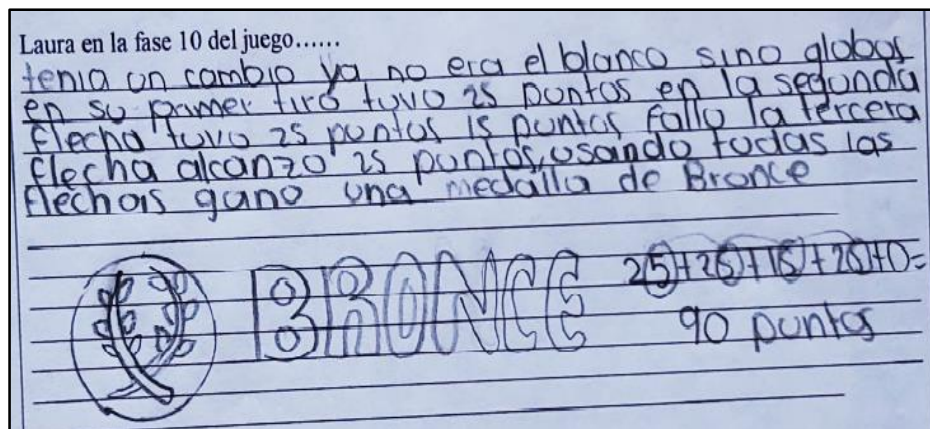 Laura en la fase 10 del juego......
tenia un cambio ya no era el blanco sino globos
en su primer tiro tuvo 25 puntos en la segunda
flecha tuvo 25 puntos 15 puntos fallo la tercera
flecha alcanzo 25 puntos, usando todas las
flechas gano una medalla de Bronce
BRONCE 25+25+15+25+0=
90 puntos